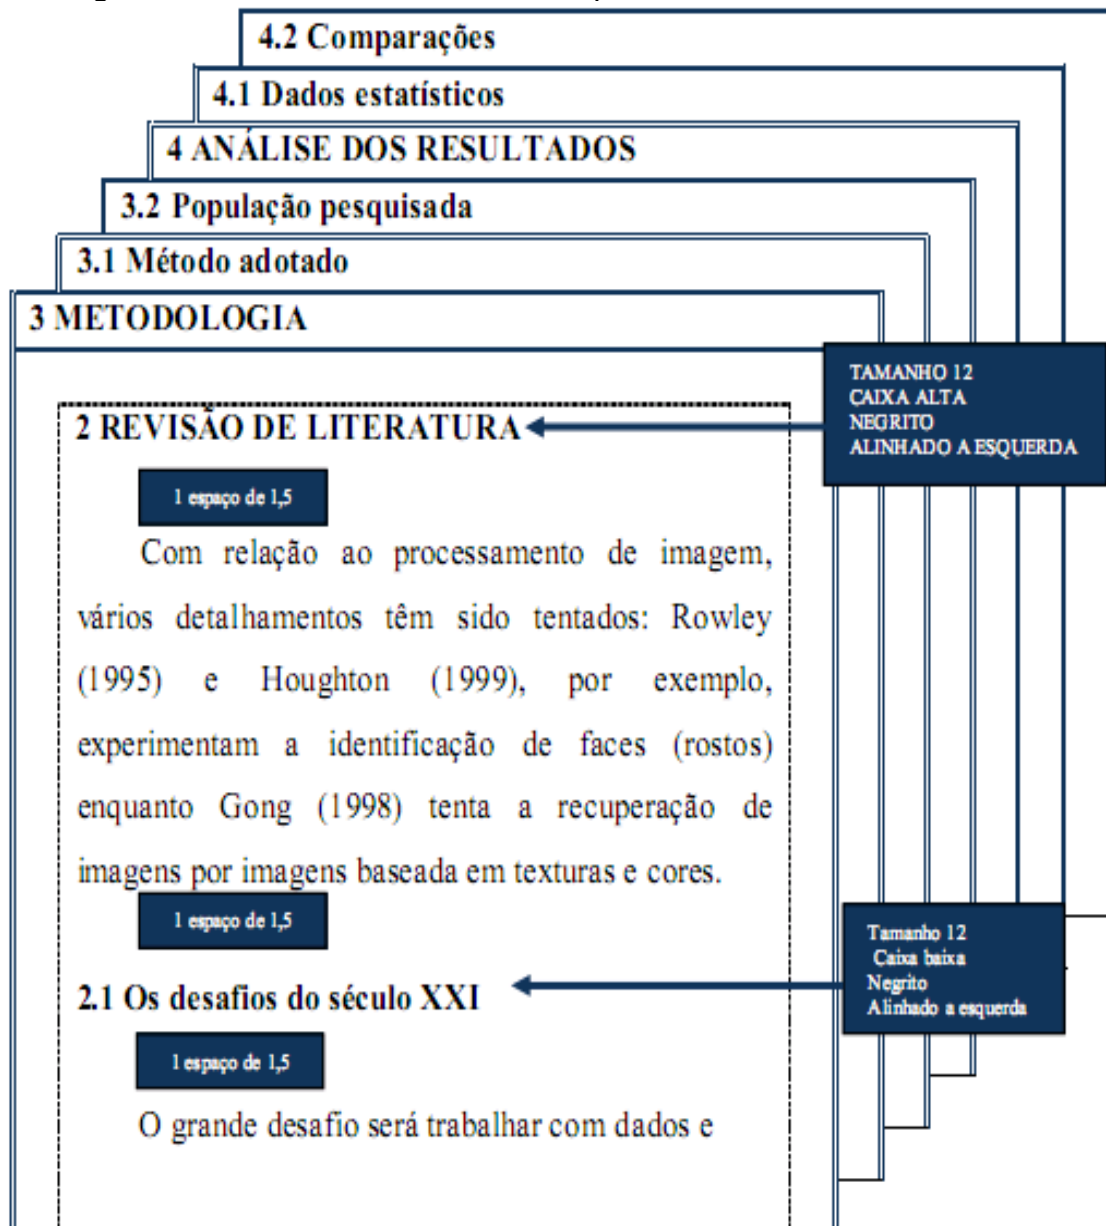 4.2 Comparações
4.1 Dados estatísticos
4 ANÁLISE DOS RESULTADOS
3.2 População pesquisada
3.1 Método adotado
3 METODOLOGIA
TAMANHO 12
CAIXA ALTA
NEGRITO
ALINHADO A ESQUERDA
2 REVISÃO DE LITERATURA
1 espaço de 1,5
Com relação ao processamento de imagem,
vários detalhamentos têm sido tentados: Rowley
(1995) e Houghton (1999), por exemplo,
experimentam a identificação de faces (rostos)
enquanto Gong (1998) tenta a recuperação de
imagens por imagens baseada em texturas e cores.
1 espaço de 1,5
Tamanho 12
Caixa baixa
Negrito
Alinhado a esquerda
2.1 Os desafios do século XXI
1 espaço de 1,5
O grande desafio será trabalhar com dados e